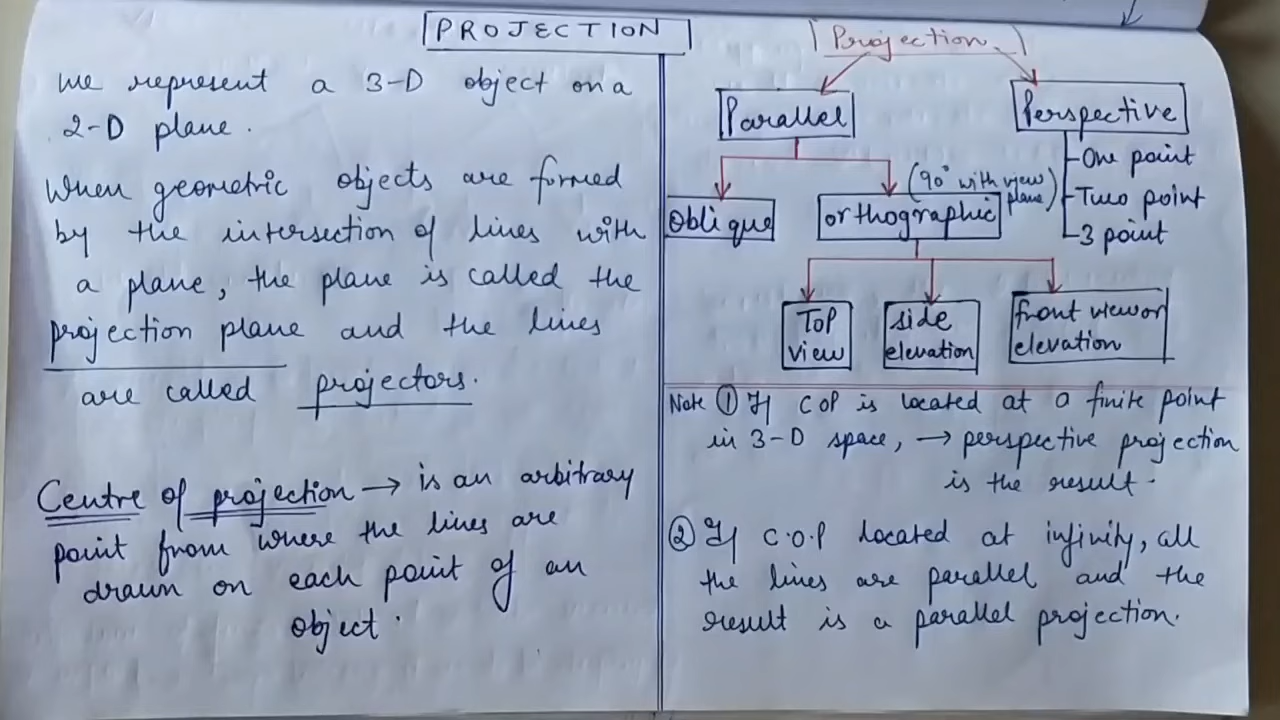 PROJECTION
We represent a 3-D object on a
2-D plane.
When geometric objects are formed
by the intersection of lines with
a plane, the plane is called the
projection plane and the lines
are called projectors.
Centre of projection → is an arbitrary
point from where the lines are
drawn on each point of an
object.
Projection
Parallel
Perspective
One point
Two point
3 point
Oblique
(90° with view
plane)
orthographic
Top
view
side
elevation
front view or
elevation
Note ① If COP is located at a finite point
in 3-D space, → perspective projection
is the result.
② If C.O.P located at infinity, all
the lines are parallel and the
result is a parallel projection.